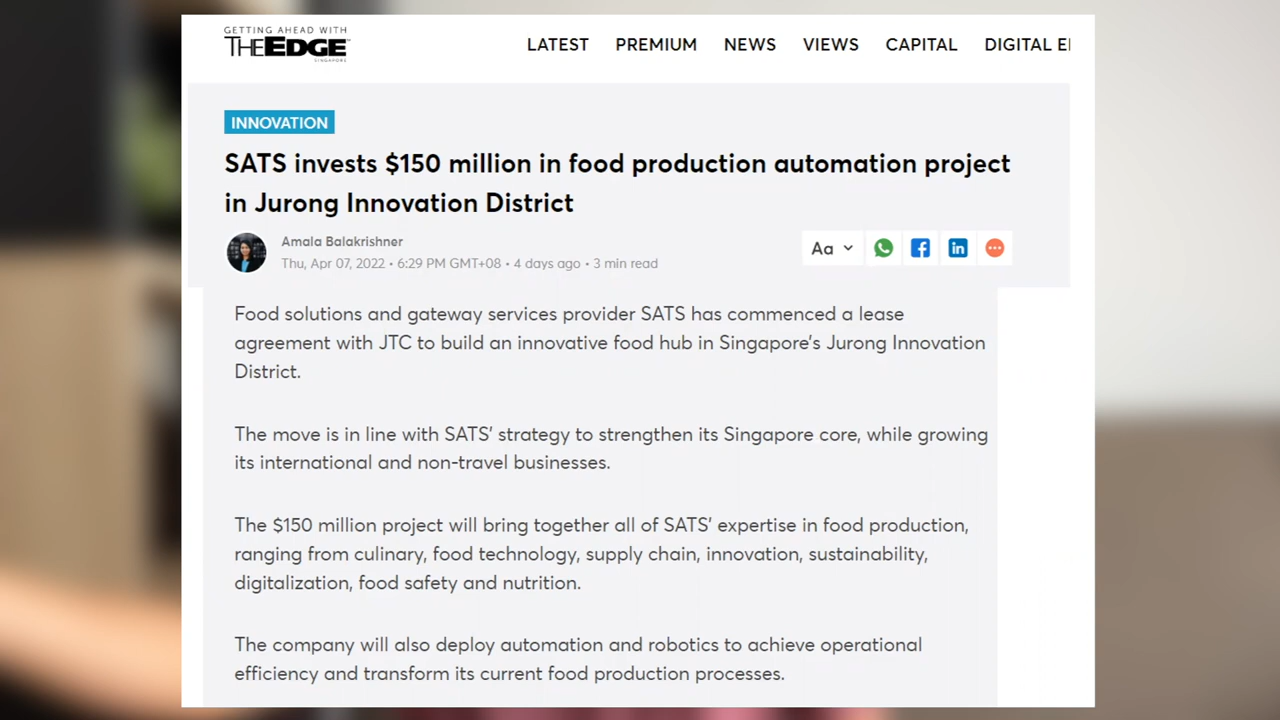 GETTING AHEAD WITH
THE EDGE
SINGAPORE
LATEST PREMIUM NEWS VIEWS CAPITAL DIGITAL E
INNOVATION
SATS invests $150 million in food production automation project
in Jurong Innovation District
Amala Balakrishner
Thu, Apr 07, 2022 • 6:29 PM GMT+08 • 4 days ago • 3 min read
Aa
in
Food solutions and gateway services provider SATS has commenced a lease
agreement with JTC to build an innovative food hub in Singapore's Jurong Innovation
District.
The move is in line with SATS' strategy to strengthen its Singapore core, while growing
its international and non-travel businesses.
The $150 million project will bring together all of SATS' expertise in food production,
ranging from culinary, food technology, supply chain, innovation, sustainability,
digitalization, food safety and nutrition.
The company will also deploy automation and robotics to achieve operational
efficiency and transform its current food production processes.